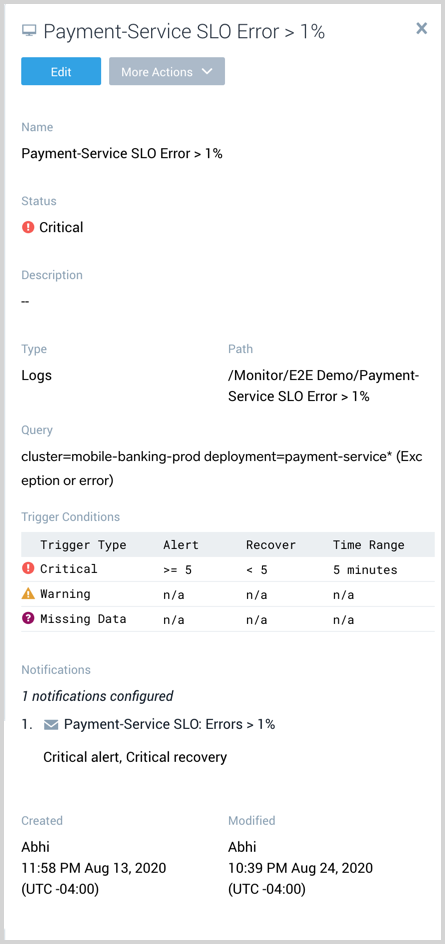 Payment-Service SLO Error > 1%
Edit
More Actions
Name
Payment-Service SLO Error > 1%
Status
Critical
Description
--
Type Path
Logs /Monitor/E2E Demo/Payment-
Service SLO Error > 1%
Query
cluster=mobile-banking-prod deployment=payment-service* (Exc
eption or error)
Trigger Conditions
Trigger Type Alert Recover Time Range
Critical >= 5 < 5 5 minutes
Warning n/a n/a n/a
Missing Data n/a n/a n/a
Notifications
1 notifications configured
1. Payment-Service SLO: Errors > 1%
Critical alert, Critical recovery
Created Modified
Abhi Abhi
11:58 PM Aug 13, 2020 10:39 PM Aug 24, 2020
(UTC -04:00) (UTC -04:00)